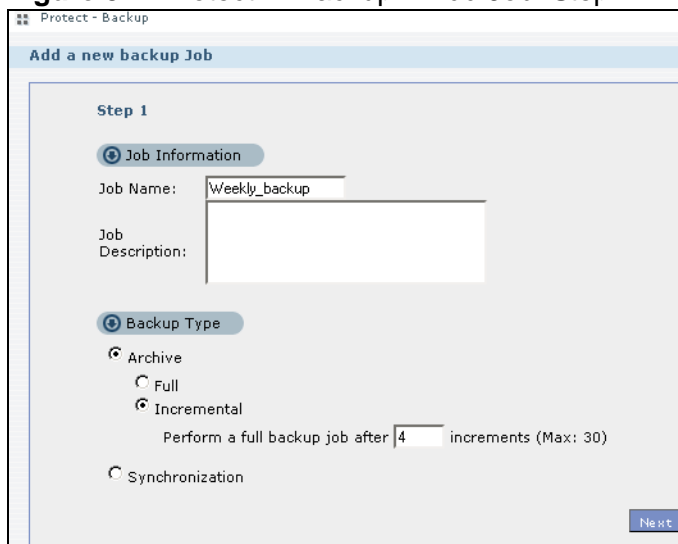 Protect - Backup
Add a new backup Job
Step 1
Job Information
Job Name: Weekly_backup
Job
Description:
Backup Type
Archive
Full
Incremental
Perform a full backup job after 4 increments (Max: 30)
Synchronization
Next